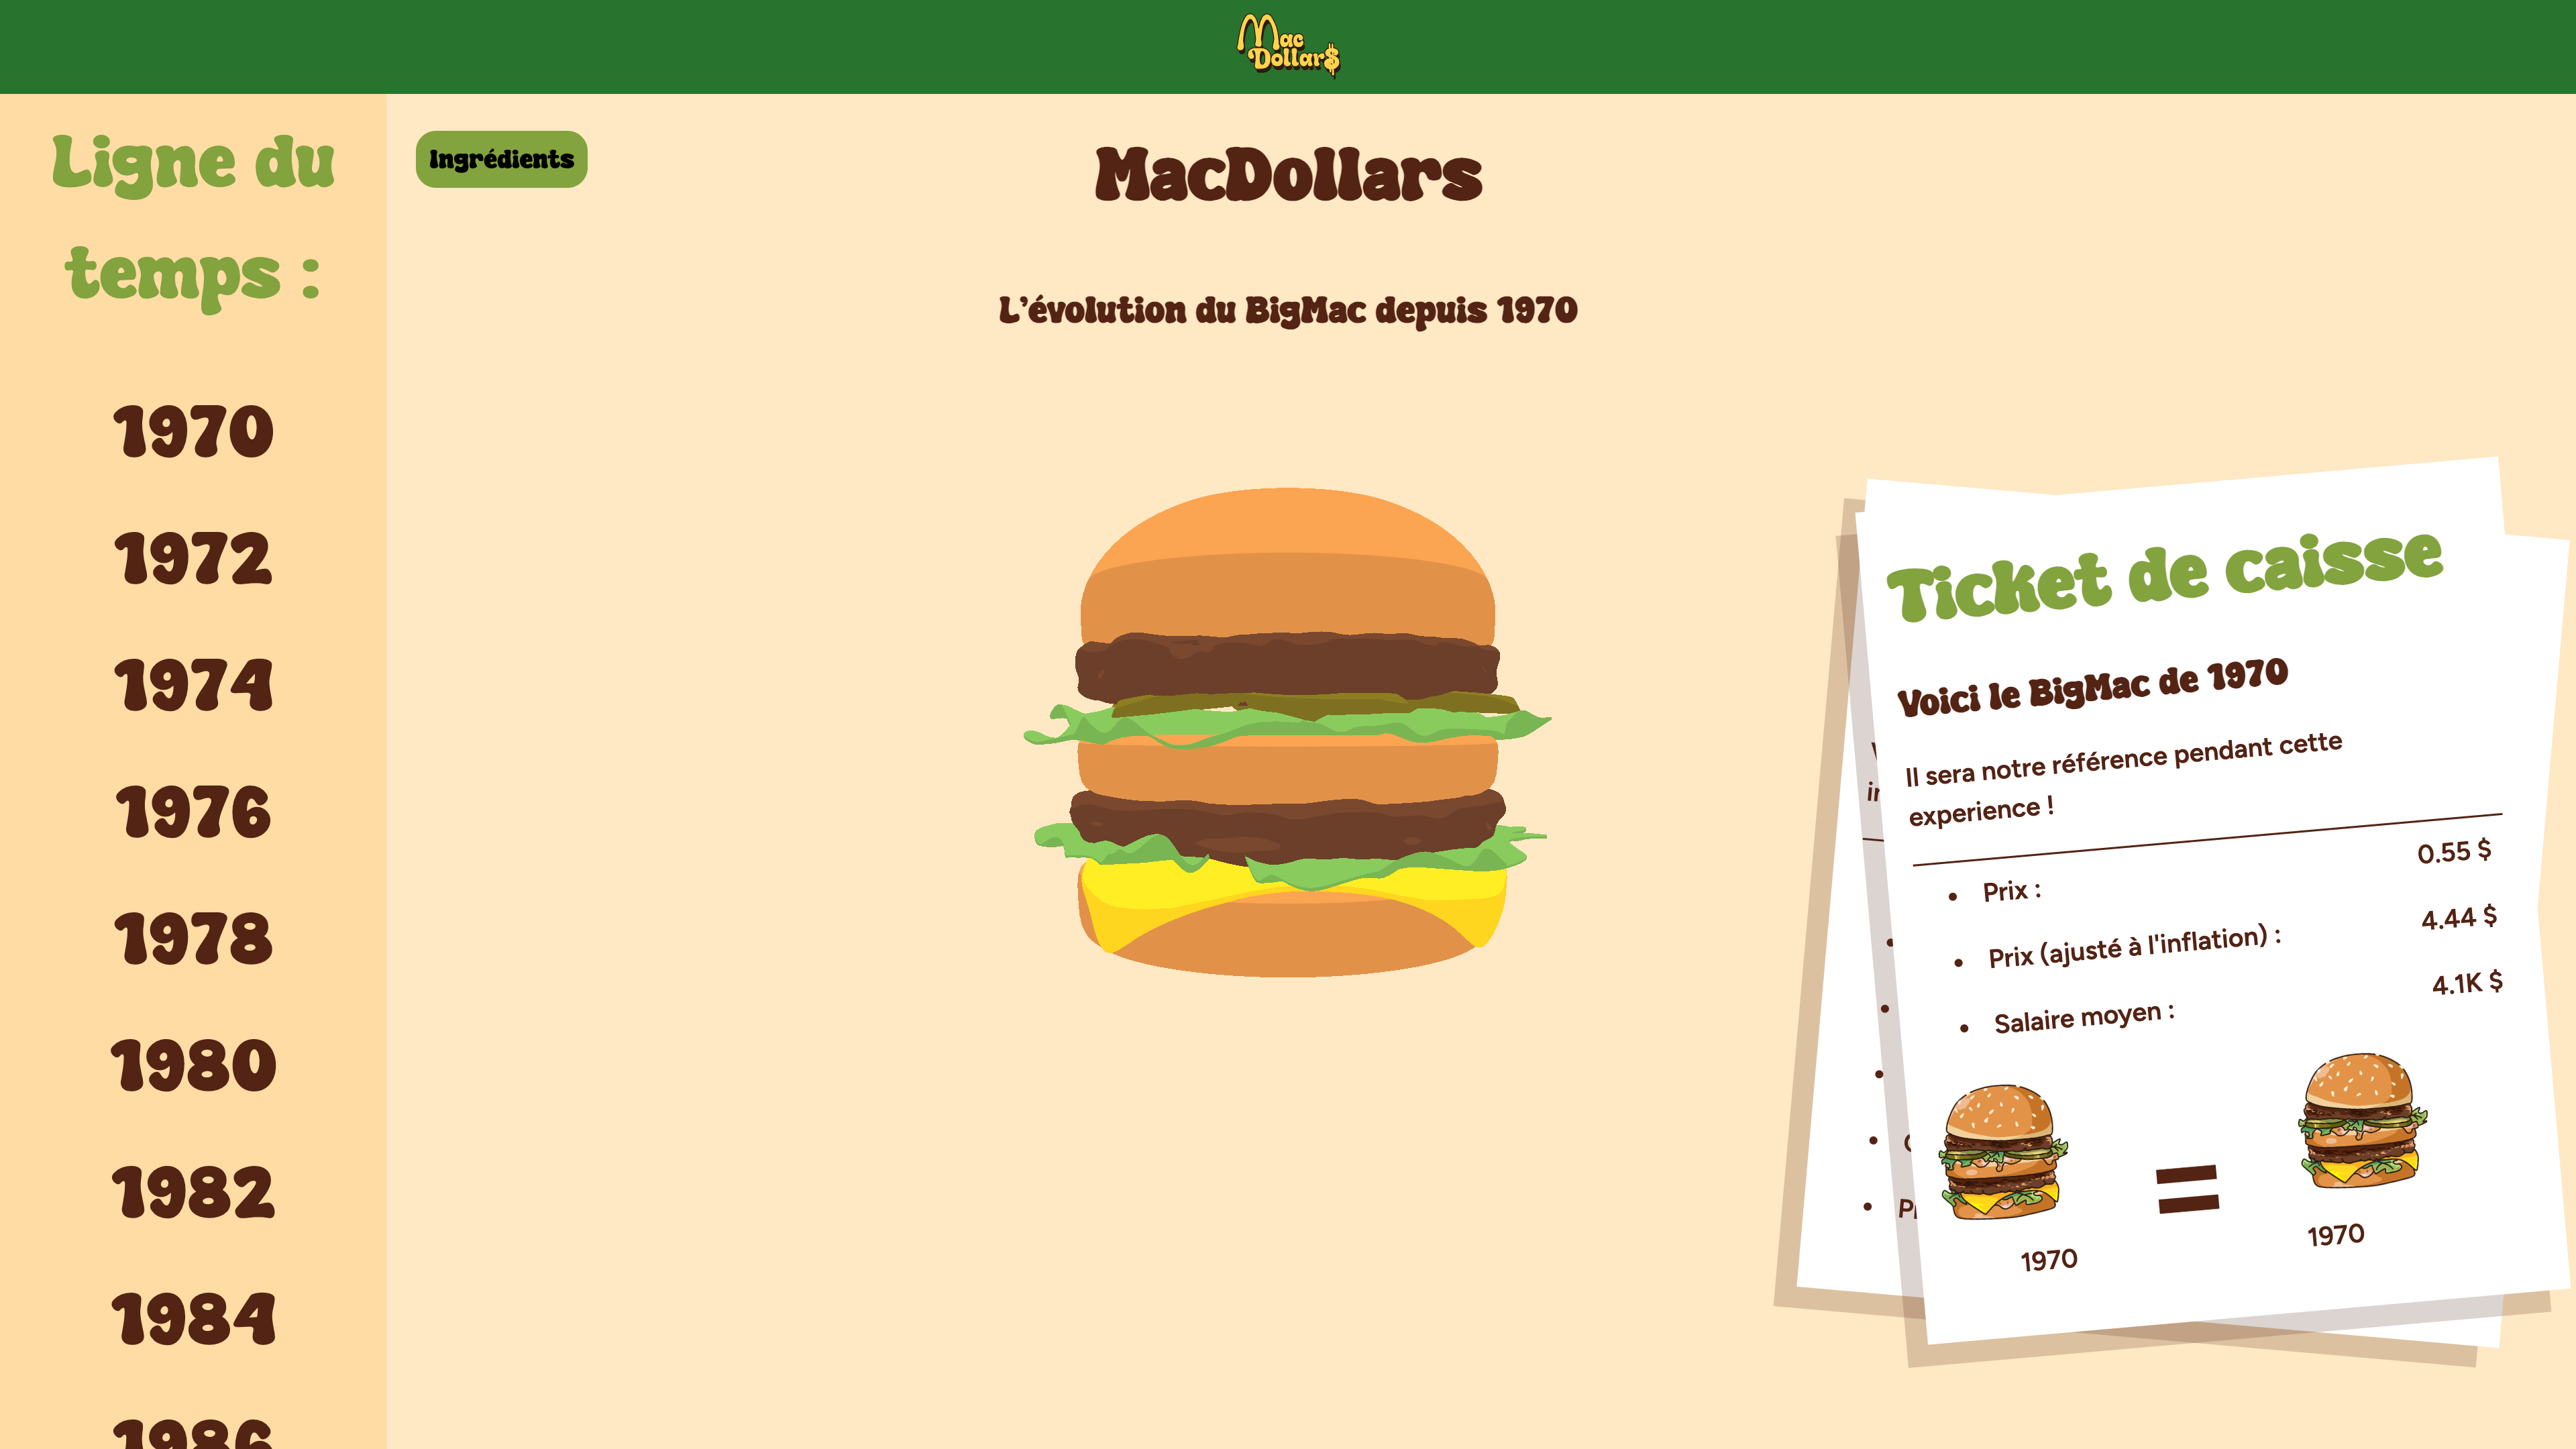 Mac
Dollar$
Ligne du
temps :
1970
1972
1974
1976
1978
1980
1982
1984
1986
Ingrédients
MacDollars
L'évolution du BigMac depuis 1970
Ticket de caisse
Voici le BigMac de 1970
Il sera notre référence pendant cette
experience !
• Prix : 0.55 $
• Prix (ajusté à l'inflation) : 4.44 $
• Salaire moyen : 4.1K $
=
1970 1970